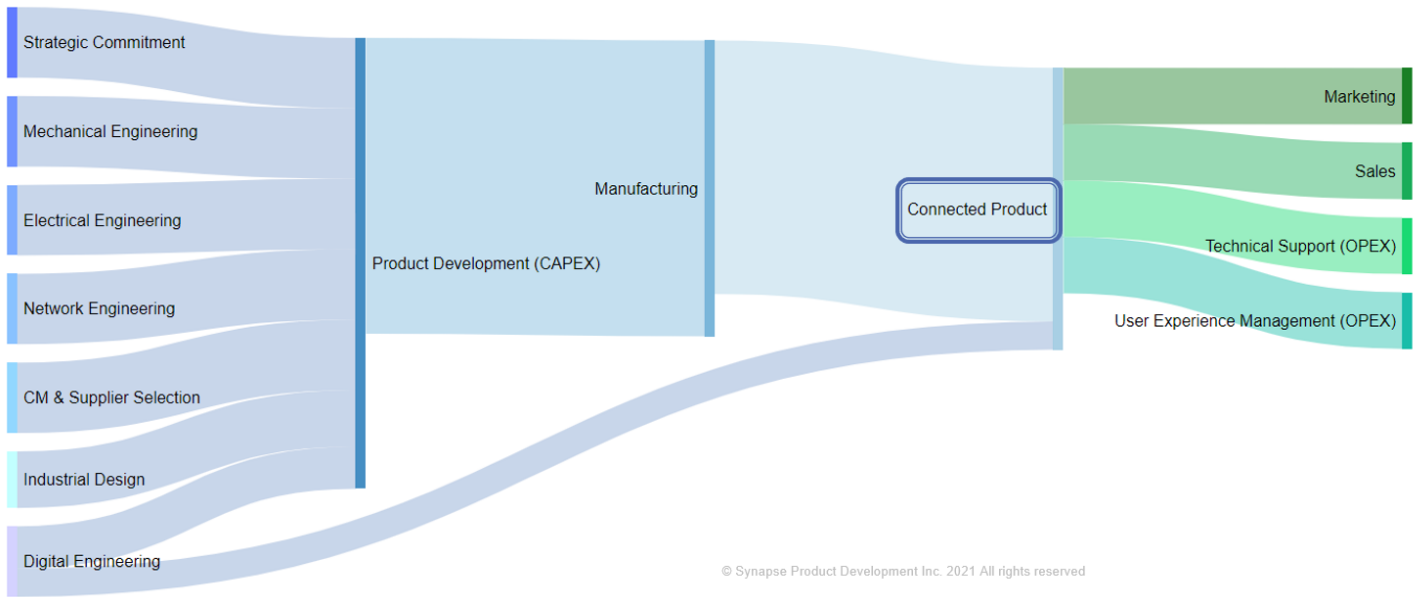 Strategic Commitment
Mechanical Engineering
Electrical Engineering
Network Engineering
CM & Supplier Selection
Industrial Design
Digital Engineering
Product Development (CAPEX)
Manufacturing
Connected Product
Marketing
Sales
Technical Support (OPEX)
User Experience Management (OPEX)
© Synapse Product Development Inc. 2021 All rights reserved